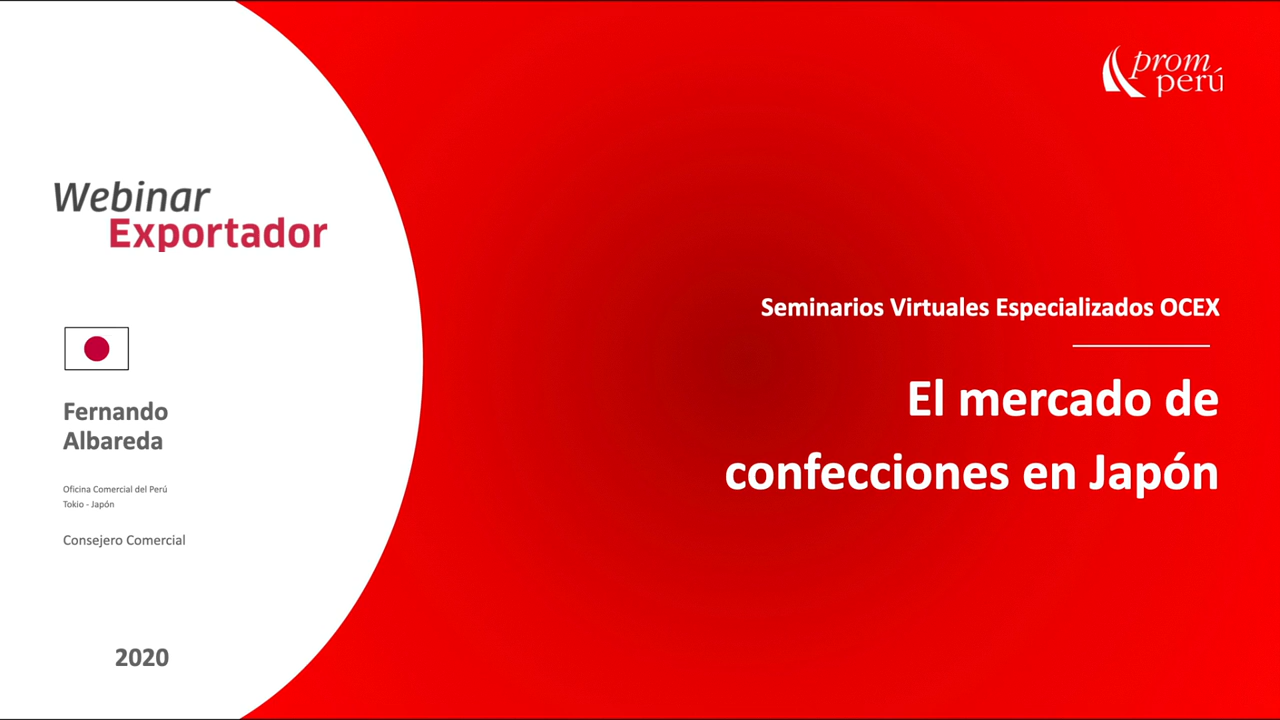 prom
perú
Webinar
Exportador
Fernando
Albareda
Oficina Comercial del Perú
Tokio - Japón
Consejero Comercial
2020
Seminarios Virtuales Especializados OCEX
El mercado de
confecciones en Japón